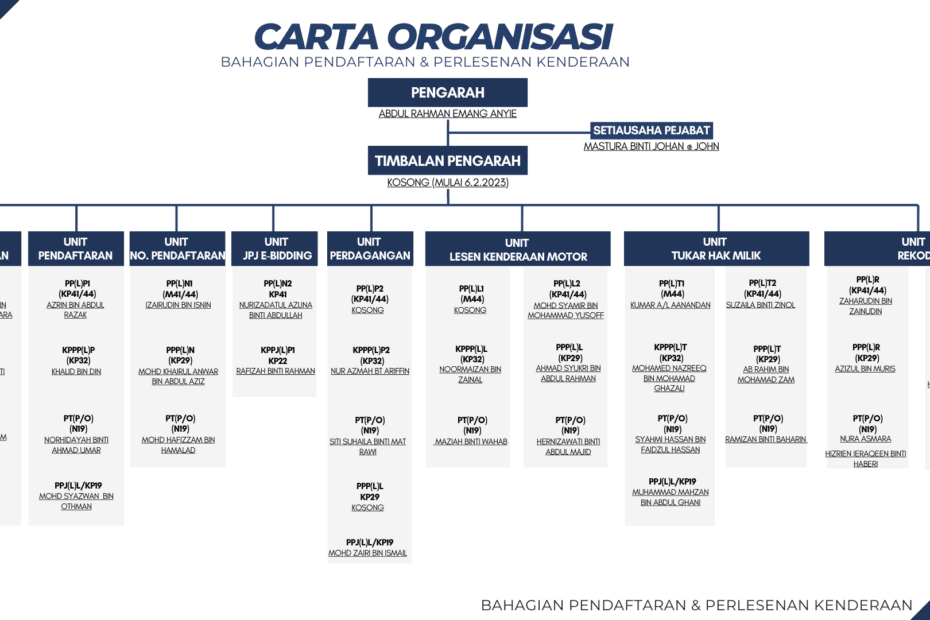 CARTA ORGANISASI
BAHAGIAN PENDAFTARAN & PERLESENAN KENDERAAN
PENGARAH
ABDUL RAHMAN EMANG ANYIE
SETIAUSAHA PEJABAT
MASTURA BINTI JOHAN @ JOHN
TIMBALAN PENGARAH
KOSONG (MULAI 6.2.2023)
UNIT
PENDAFTARAN
PP(L)P1
(KP41/44)
AZRIN BIN ABDUL
RAZAK
KPPP(L)P
(KP32)
KHALID BIN DIN
PT(P/O)
(N19)
NORHIDAYAH BINTI
AHMAD UMAR
PPJ(L)L/KP19
MOHD SYAZWAN BIN
OTHMAN
UNIT
NO. PENDAFTARAN
PP(L)N1
(M41/44)
IZAIRUDIN BIN ISNIN
PPP(L)N
(KP29)
MOHD KHAIRUL ANWAR
BIN ABDUL AZIZ
PT(P/O)
(N19)
MOHD HAFIZZAM BIN
HAMALAD
UNIT
JPJ E-BIDDING
PP(L)N2
KP41
NURIZADATUL AZUNA
BINTI ABDULLAH
KPPJ(L)P1
KP22
RAFIZAH BINTI RAHMAN
UNIT
PERDAGANGAN
PP(L)P2
(KP41/44)
KOSONG
KPPP(L)P2
(KP32)
NUR AZMAH BT ARIFFIN
PT(P/O)
(N19)
SITI SUHAILA BINTI MAT
RAWI
PPP(L)L
KP29
KOSONG
PPJ(L)L/KP19
MOHD ZAIRI BIN ISMAIL
UNIT
LESEN KENDERAAN MOTOR
PP(L)L1
(M44)
KOSONG
KPPP(L)L
(KP32)
NOORMAIZAN BIN
ZAINAL
PT(P/O)
(N19)
MAZIAH BINTI WAHAB
PP(L)L2
(KP41/44)
MOHD SYAMIR BIN
MOHAMMAD YUSOFF
PPP(L)L
(KP29)
AHMAD SYUKRI BIN
ABDUL RAHMAN
PT(P/O)
(N19)
HERNIZAWATI BINTI
ABDUL MAJID
UNIT
TUKAR HAK MILIK
PP(L)T1
(M44)
KUMAR A/L AANANDAN
KPPP(L)T
(KP32)
MOHAMED NAZREEQ
BIN MOHAMAD
GHAZALI
PT(P/O)
(N19)
SYAHMI HASSAN BIN
FAIDZUL HASSAN
PPJ(L)L/KP19
MUHAMMAD MAHZAN
BIN ABDUL GHANI
PP(L)T2
(KP41/44)
SUZAILA BINTI ZINOL
PPP(L)T
(KP29)
AB RAHIM BIN
MOHAMAD ZAM
PT(P/O)
(N19)
RAMIZAN BINTI BAHARIN
UNIT
REKOD
PP(L)R
(KP41/44)
ZAHARUDIN BIN
ZAINUDIN
PPP(L)R
(KP29)
AZIZUL BIN MURIS
PT(P/O)
(N19)
NURA ASMARA
HIZRIEN IERAQEEN BINTI
HABERI
BAHAGIAN PENDAFTARAN & PERLESENAN KENDERAAN